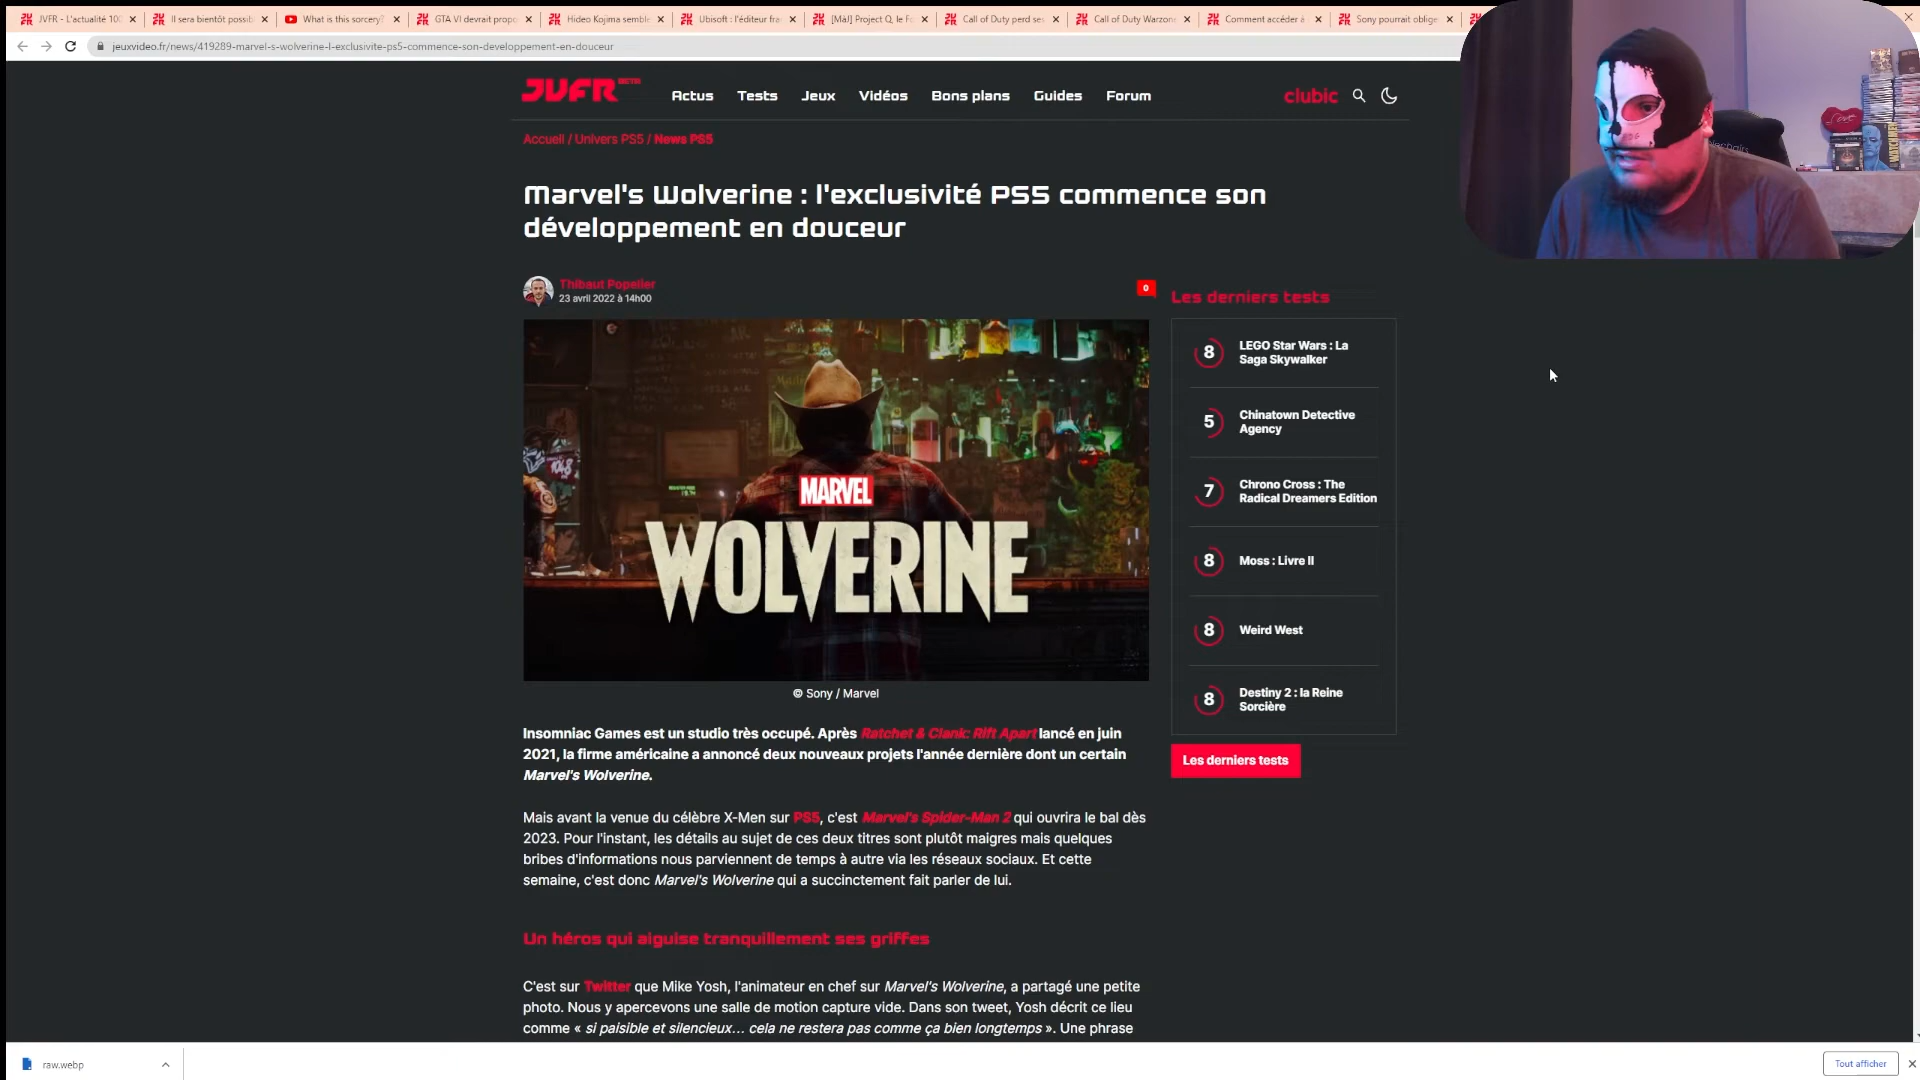 JVFR - L'actualité 100
Il sera bientôt possib
What is this sorcery?
GTA VI devrait propo
Hideo Kojima semble
Ubisoft : l'éditeur fra
[MàJ] Project Q, le Fo
Call of Duty perd ses
Call of Duty Warzone
Comment accéder à
Sony pourrait oblige
jeuxvideo.fr/news/419289-marvel-s-wolverine-l-exclusivite-ps5-commence-son-developpement-en-douceur
JVFR BETA
Actus Tests Jeux Vidéos Bons plans Guides Forum
clubic
Accueil / Univers PS5 / News PS5
Marvel's Wolverine : l'exclusivité PS5 commence son
développement en douceur
Thibaut Popelier
23 avril 2022 à 14h00
0
MARVEL
WOLVERINE
© Sony / Marvel
Insomniac Games est un studio très occupé. Après Ratchet & Clank: Rift Apart lancé en juin
2021, la firme américaine a annoncé deux nouveaux projets l'année dernière dont un certain
Marvel's Wolverine.
Mais avant la venue du célèbre X-Men sur PS5, c'est Marvel's Spider-Man 2 qui ouvrira le bal dès
2023. Pour l'instant, les détails au sujet de ces deux titres sont plutôt maigres mais quelques
bribes d'informations nous parviennent de temps à autre via les réseaux sociaux. Et cette
semaine, c'est donc Marvel's Wolverine qui a succinctement fait parler de lui.
Un héros qui aiguise tranquillement ses griffes
C'est sur Twitter que Mike Yosh, l'animateur en chef sur Marvel's Wolverine, a partagé une petite
photo. Nous y apercevons une salle de motion capture vide. Dans son tweet, Yosh décrit ce lieu
comme « si paisible et silencieux... cela ne restera pas comme ça bien longtemps ». Une phrase
Les derniers tests
8 LEGO Star Wars : La
Saga Skywalker
5 Chinatown Detective
Agency
7 Chrono Cross : The
Radical Dreamers Edition
8 Moss : Livre II
8 Weird West
8 Destiny 2 : la Reine
Sorcière
Les derniers tests
WATCHMEN
raw.webp
Tout afficher